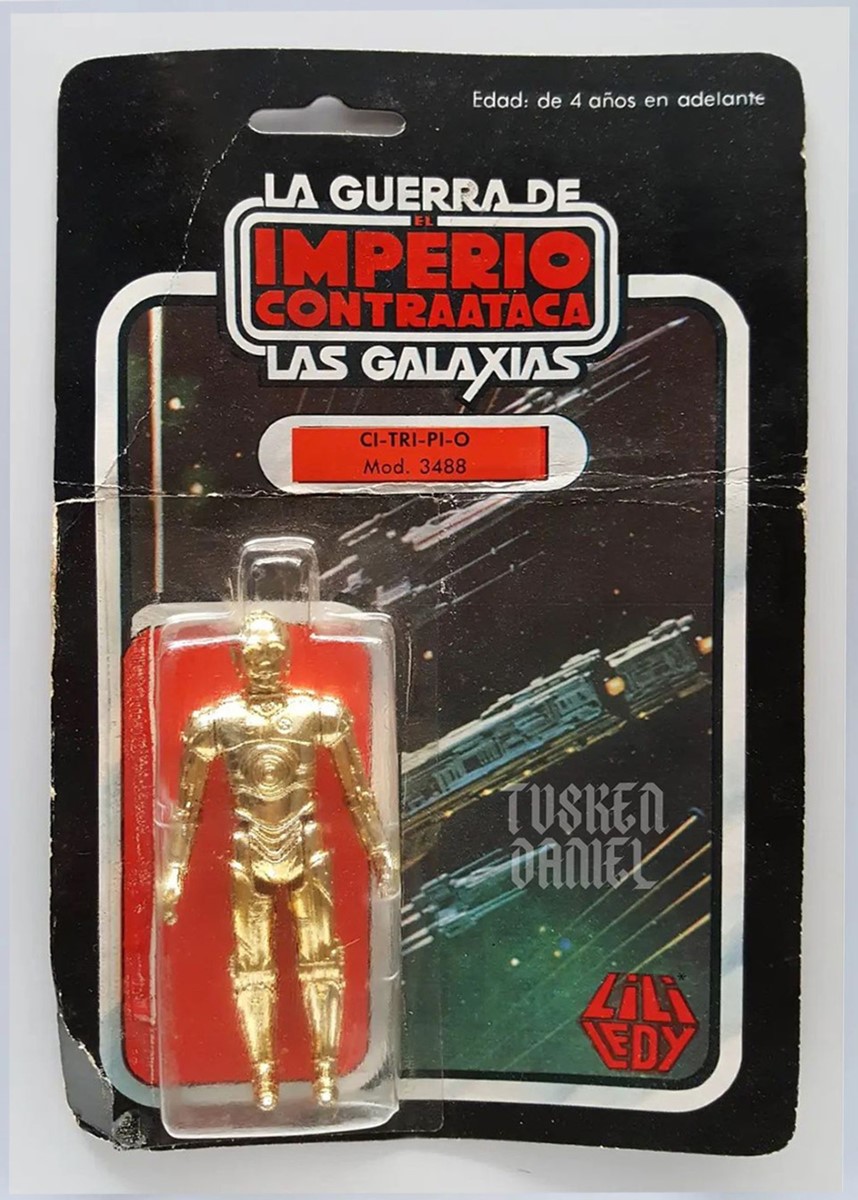 Edad: de 4 años en adelante
LA GUERRA DE
EL
IMPERIO
CONTRAATACA
LAS GALAXIAS
CI-TRI-PI-O
Mod. 3488
TUSKEN
DANIEL
LiLi*
LEDY